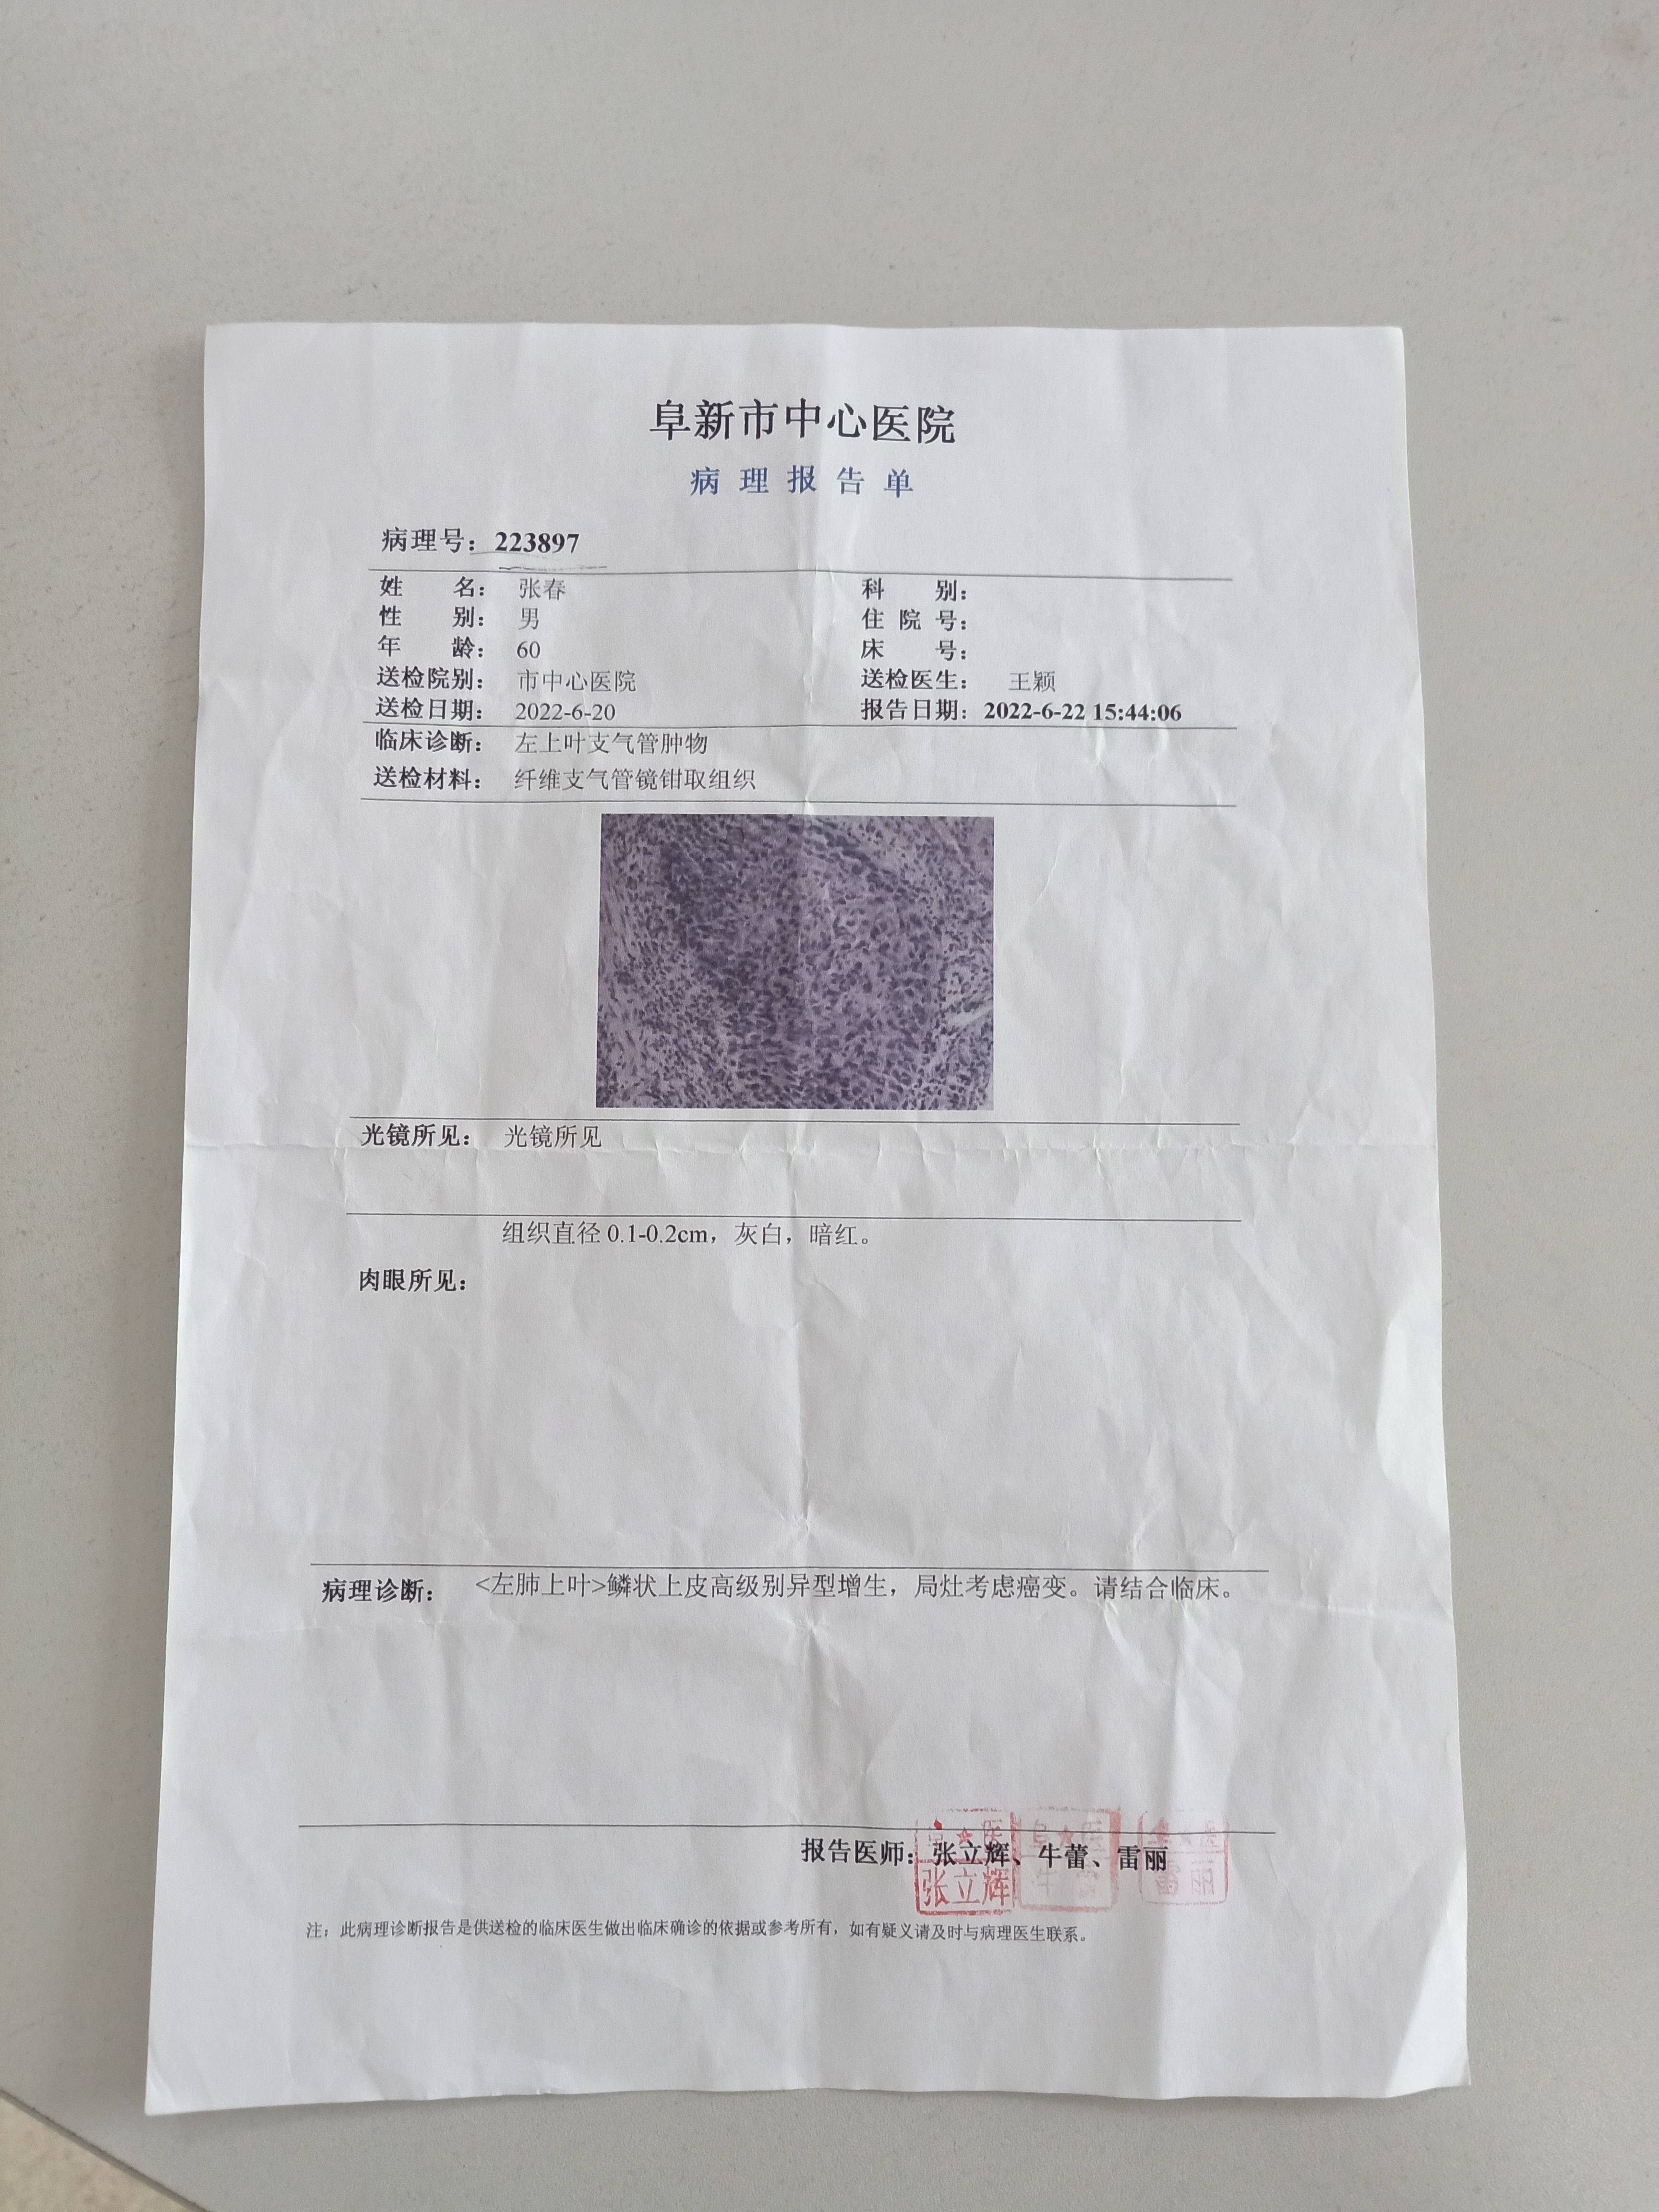 阜新市中心医院
病理报告单
病理号：223897
姓 名： 张春 科 别：
性 别： 男 住 院 号：
年 龄： 60 床 号：
送检院别： 市中心医院 送检医生： 王颖
送检日期： 2022-6-20 报告日期：2022-6-22 15:44:06
临床诊断： 左上叶支气管肿物
送检材料： 纤维支气管镜钳取组织
光镜所见： 光镜所见
组织直径 0.1-0.2cm，灰白，暗红。
肉眼所见：
病理诊断： <左肺上叶>鳞状上皮高级别异型增生，局灶考虑癌变。请结合临床。
报告医师：张立辉、牛蕾、雷丽
张立辉
注：此病理诊断报告是供送检的临床医生做出临床确诊的依据或参考所有，如有疑义请及时与病理医生联系。